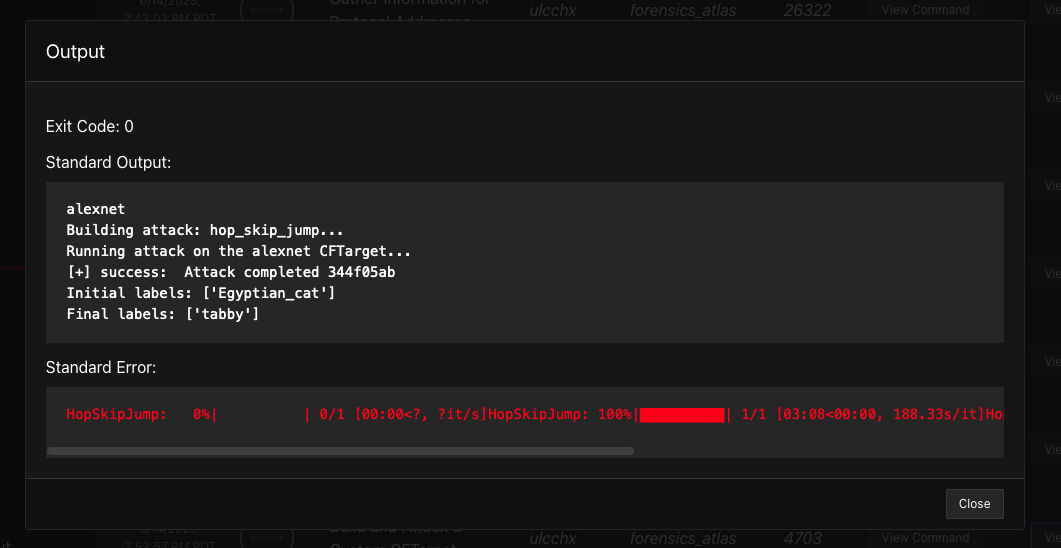 6/14/2023,
2:43:03 PM PDT
SUCCESS
Gather Information for
Protocol Addresses
ulcchx
forensics_atlas
26322
View Command
Output
Exit Code: 0
Standard Output:
alexnet
Building attack: hop_skip_jump...
Running attack on the alexnet CFTarget...
[+] success:  Attack completed 344f05ab
Initial labels: ['Egyptian_cat']
Final labels: ['tabby']
Standard Error:
HopSkipJump:   0%|          | 0/1 [00:00<?, ?it/s]HopSkipJump: 100%|██████████| 1/1 [03:08<00:00, 188.33s/it]Ho
Close
6/14/2023,
2:53:57 PM PDT
SUCCESS
Build and Attack a
Custom CFTarget
ulcchx
forensics_atlas
4703
View Command